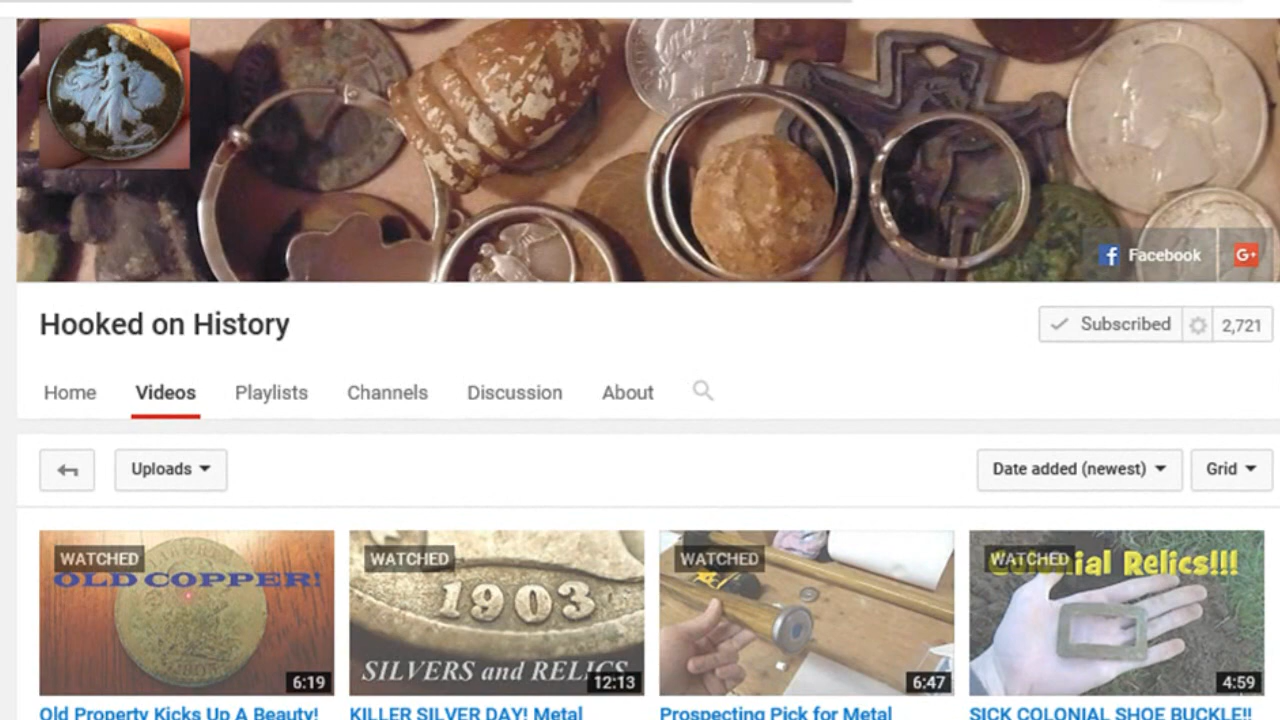 Facebook
G+
Hooked on History
Subscribed 2,721
Home Videos Playlists Channels Discussion About
Uploads Date added (newest) Grid
WATCHED WATCHED WATCHED WATCHED
OLD COPPER! Colonial Relics!!!
1903
SILVERS and RELICS
6:19 12:13 6:47 4:59
Old Property Kicks Up A Beauty! KILLER SILVER DAY! Metal Prospecting Pick for Metal SICK COLONIAL SHOE BUCKLE!!